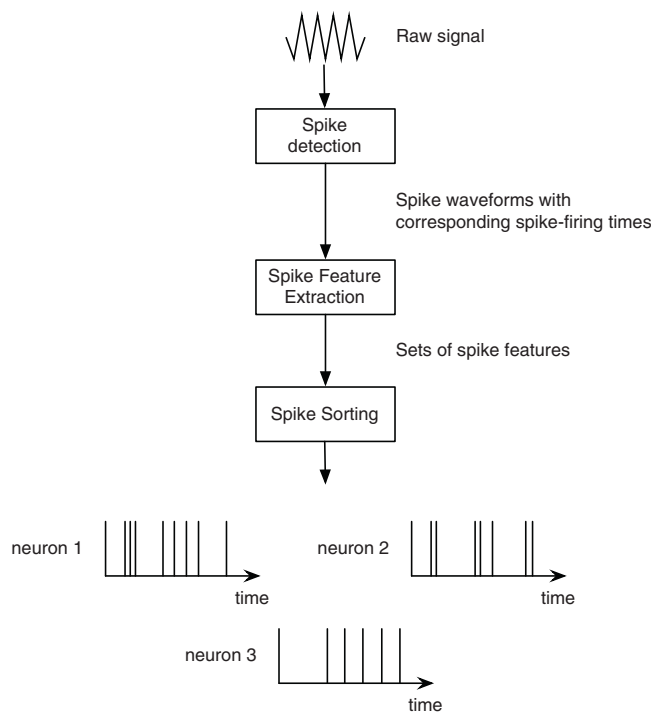 Raw signal
Spike
detection
Spike waveforms with
corresponding spike-firing times
Spike Feature
Extraction
Sets of spike features
Spike Sorting
neuron 1
time
neuron 2
time
neuron 3
time